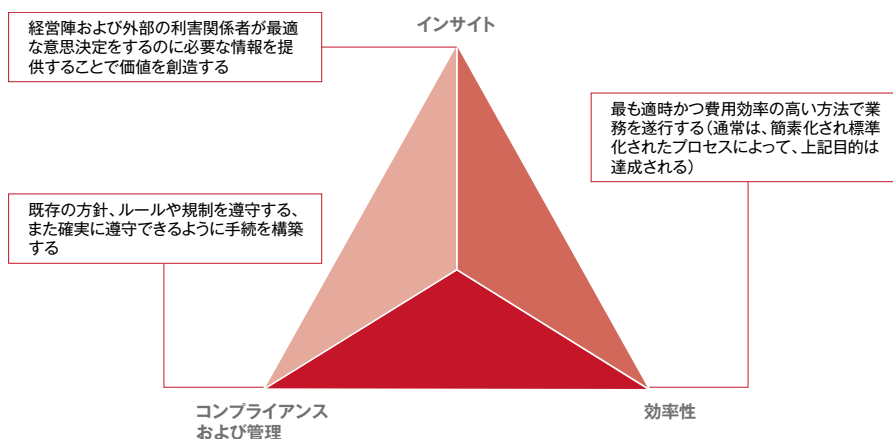 インサイト
経営陣および外部の利害関係者が最適
な意思決定をするのに必要な情報を提
供することで価値を創造する
最も適時かつ費用効率の高い方法で業
務を遂行する(通常は、簡素化され標準
化されたプロセスによって、上記目的は
達成される)
既存の方針、ルールや規制を遵守する、
また確実に遵守できるように手続を構築
する
コンプライアンス
および管理
効率性